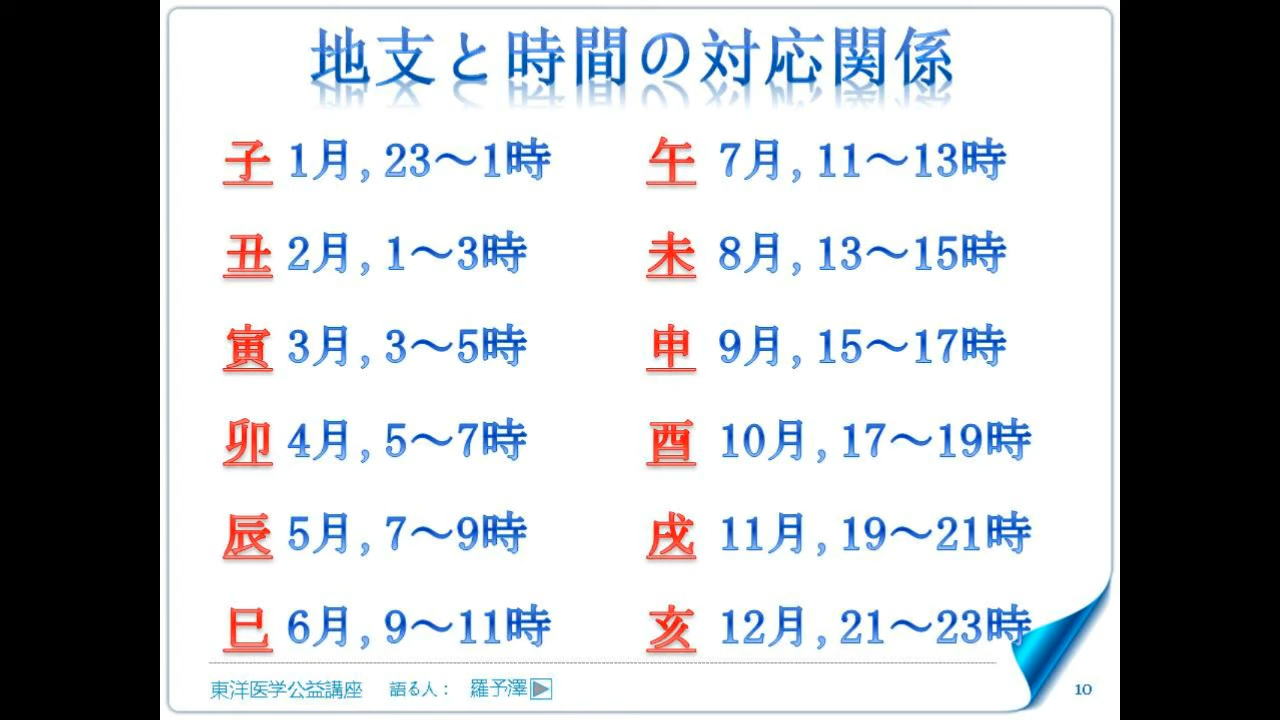 地支と時間の対応関係
子 1月, 23～1時
丑 2月, 1～3時
寅 3月, 3～5時
卯 4月, 5～7時
辰 5月, 7～9時
巳 6月, 9～11時
午 7月, 11～13時
未 8月, 13～15時
申 9月, 15～17時
酉 10月, 17～19時
戌 11月, 19～21時
亥 12月, 21～23時
東洋医学公益講座 語る人： 羅予澤
10